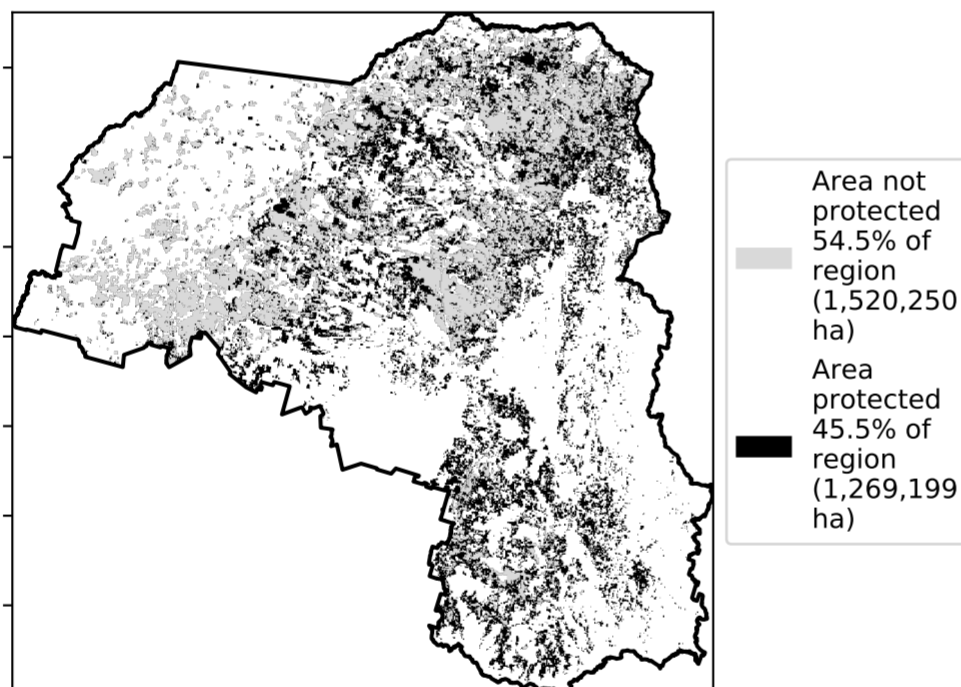 Area not
protected
54.5% of
region
(1,520,250
ha)
Area
protected
45.5% of
region
(1,269,199
ha)